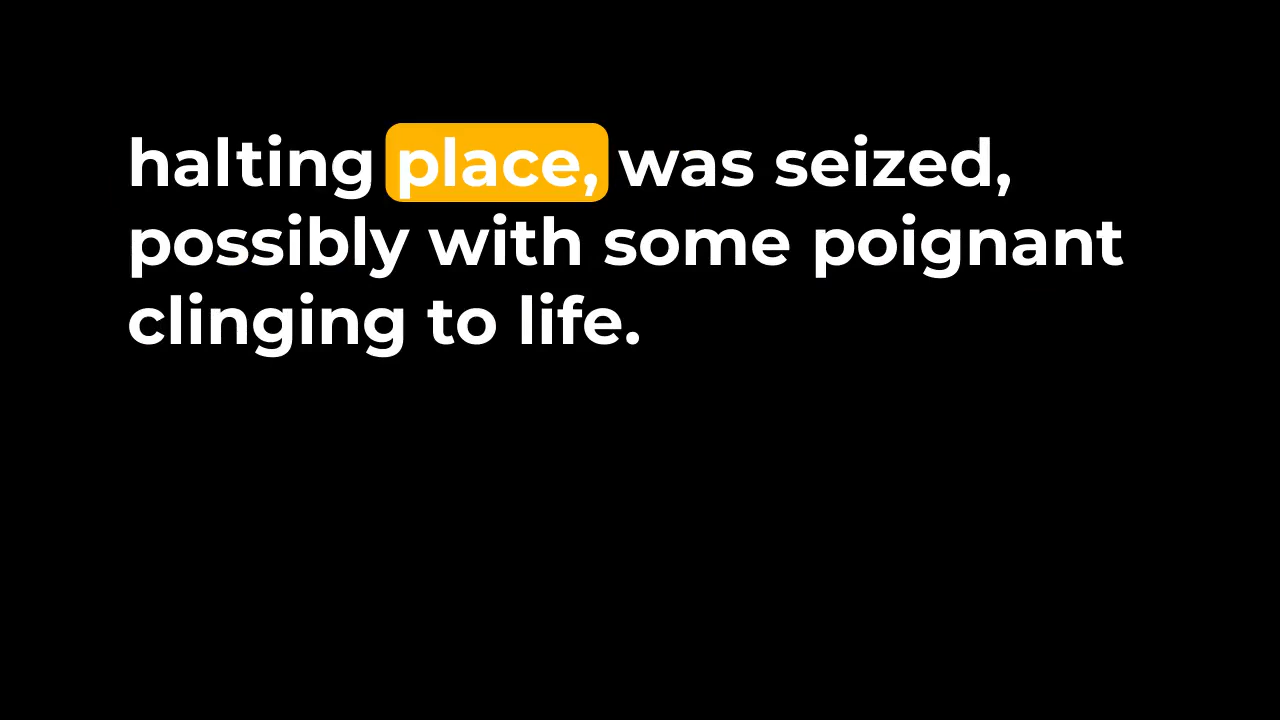 halting place, was seized,
possibly with some poignant
clinging to life.